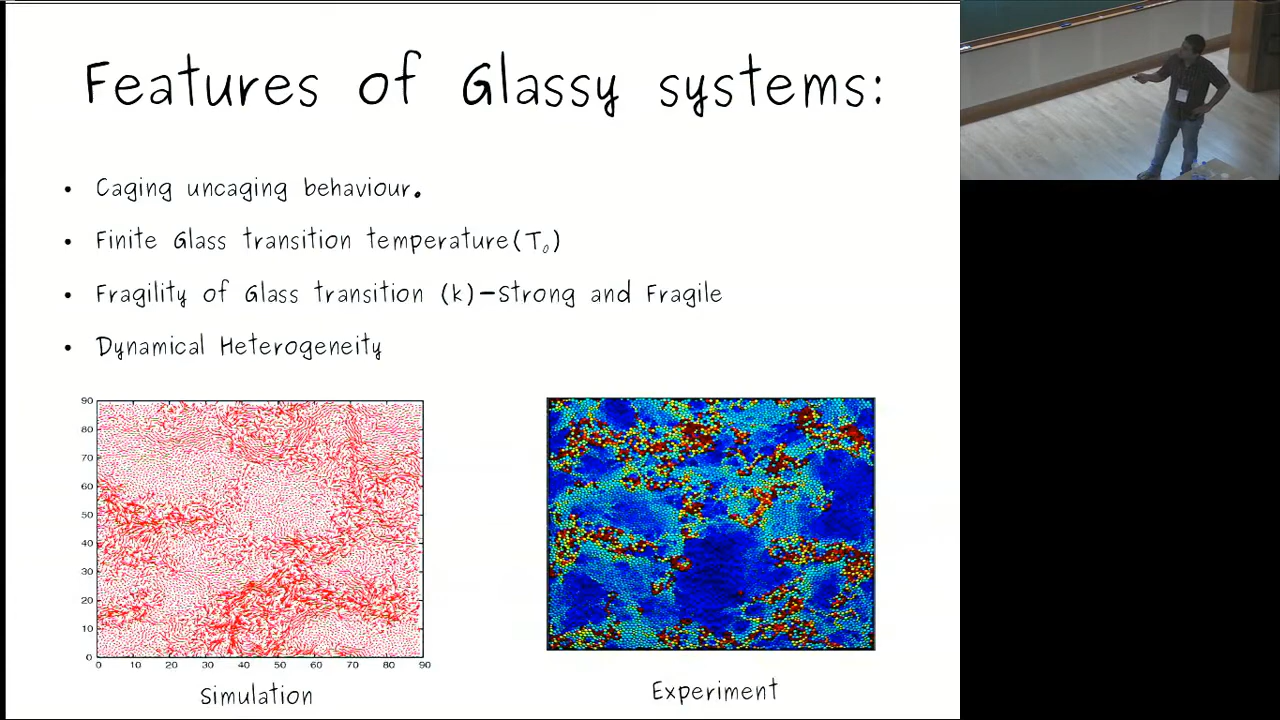 Features of Glassy systems:
• Caging uncaging behaviour.
• Finite Glass transition temperature(T₀)
• Fragility of Glass transition (k)-Strong and Fragile
• Dynamical Heterogeneity
90
80
70
60
50
40
30
20
10
0
0 10 20 30 40 50 60 70 80 90
Simulation
Experiment